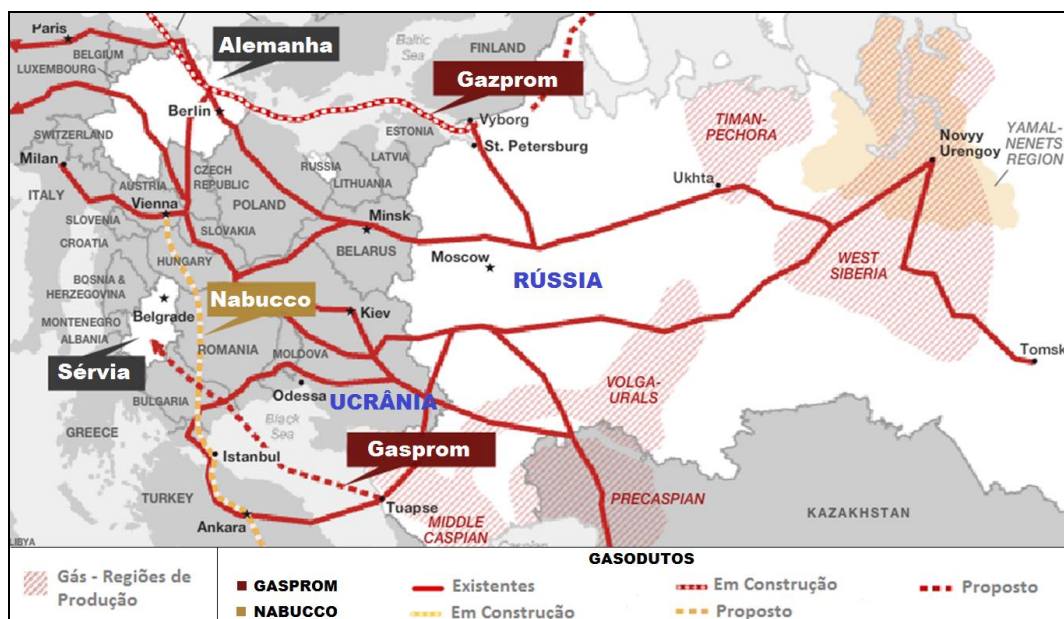 Paris
BELGIUM
LUXEMBOURG
Alemanha
Baltic
Sea
FINLAND
Gazprom
Berlin
Vyborg
St. Petersburg
ESTONIA
LATVIA
RUSSIA
LITHUANIA
TIMAN-
PECHORA
Novyy
Urengoy
YAMAL-
NENETS
REGION
SWITZERLAND
Milan
ITALY
AUSTRIA
Vienna
CZECH
REPUBLIC
POLAND
SLOVAKIA
SLOVENIA
CROATIA
HUNGARY
Minsk
BELARUS
Ukhta
Moscow
RÚSSIA
WEST
SIBERIA
BOSNIA &
HERZEGOVINA
Belgrade
MONTENEGRO
ALBANIA
Nabucco
Kiev
ROMANIA
MOLDOVA
Tomsk
Sérvia
Odessa
UCRÂNIA
VOLGA-
URALS
BULGARIA
Black
Sea
GREECE
Istanbul
Gasprom
TURKEY
Ankara
Tuapse
MIDDLE
CASPIAN
PRECASPIAN
KAZAKHSTAN
Caspian
LIBYA
GASODUTOS
Gás - Regiões de
Produção
GASPROM
Existentes
Em Construção
Proposto
NABUCCO
Em Construção
Proposto